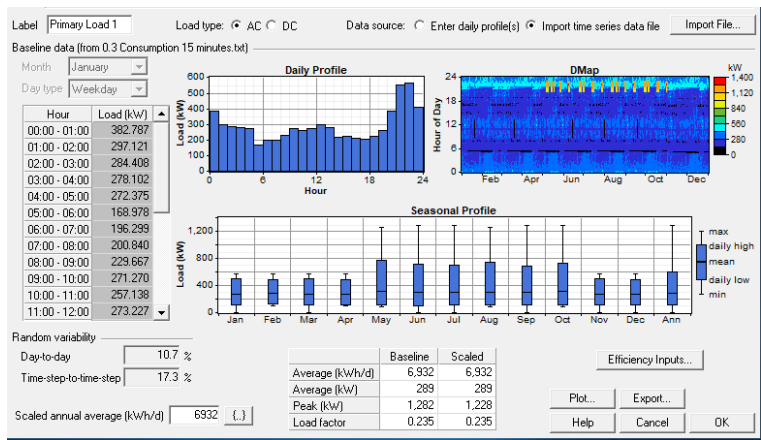 Label Primary Load 1 Load type: AC DC Data source: Enter daily profile(s) Import time series data file Import File...
Baseline data (from 0.3 Consumption 15 minutes.txt)
Month January
Day type Weekday
Hour Load (kW)
00:00 - 01:00 382.787
01:00 - 02:00 297.121
02:00 - 03:00 284.408
03:00 - 04:00 278.102
04:00 - 05:00 272.375
05:00 - 06:00 168.978
06:00 - 07:00 196.299
07:00 - 08:00 200.840
08:00 - 09:00 229.667
09:00 - 10:00 271.270
10:00 - 11:00 257.138
11:00 - 12:00 273.227
Daily Profile
Load (kW)
600
500
400
300
200
100
0
0 6 12 18 24
Hour
DMap
Hour of Day
24
18
12
6
0
Feb Apr Jun Aug Oct Dec
kW
1,400
1,120
840
560
280
0
Seasonal Profile
Load (kW)
1,200
800
400
0
Jan Feb Mar Apr May Jun Jul Aug Sep Oct Nov Dec Ann
max
daily high
mean
daily low
min
Random variability
Day-to-day 10.7 %
Time-step-to-time-step 17.3 %
Scaled annual average (kWh/d) 6932 {..}
Baseline Scaled
Average (kWh/d) 6,932 6,932
Average (kW) 289 289
Peak (kW) 1,282 1,228
Load factor 0.235 0.235
Efficiency Inputs...
Plot... Export...
Help Cancel OK